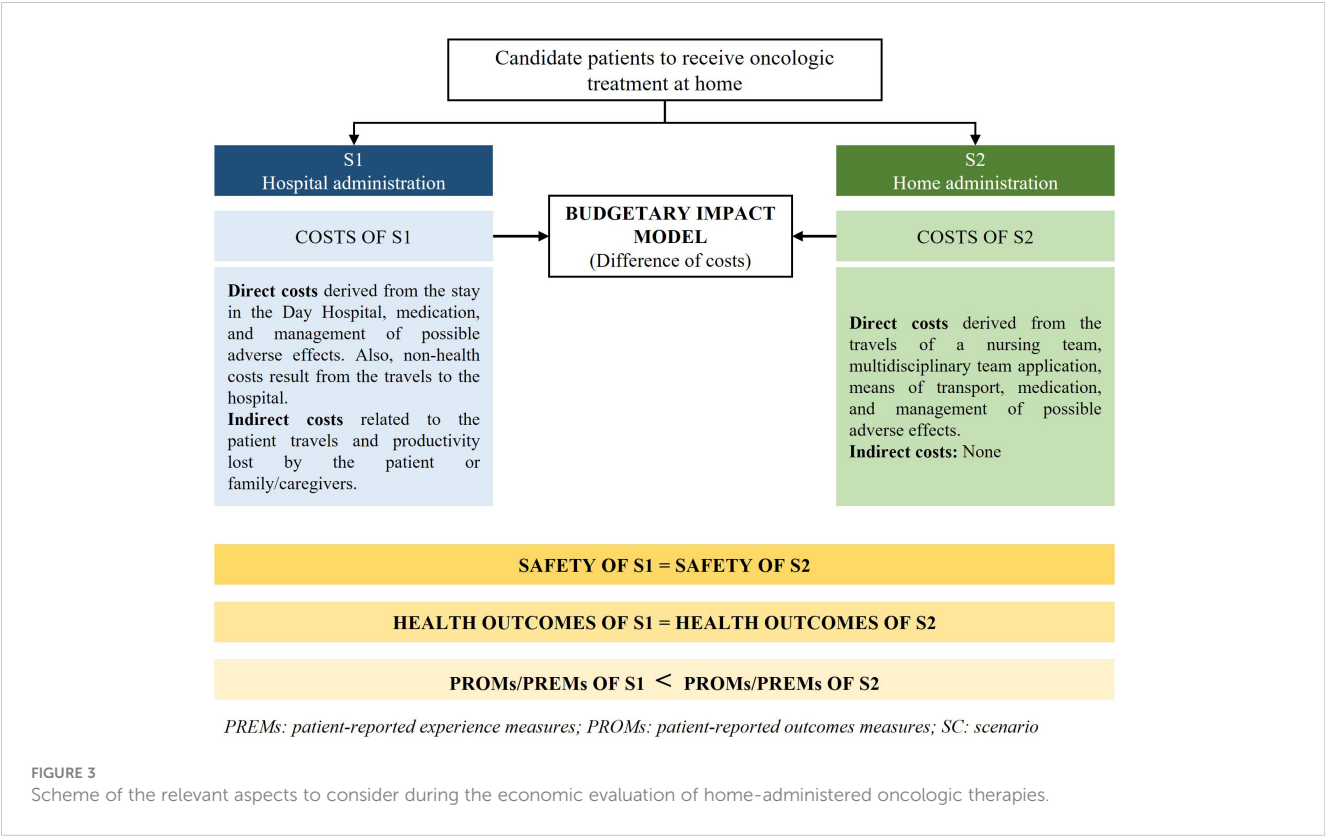 Candidate patients to receive oncologic
treatment at home
S1
Hospital administration
S2
Home administration
BUDGETARY IMPACT
MODEL
(Difference of costs)
COSTS OF S1
COSTS OF S2
Direct costs derived from the stay
in the Day Hospital, medication,
and management of possible
adverse effects. Also, non-health
costs result from the travels to the
hospital.
Indirect costs related to the
patient travels and productivity
lost by the patient or
family/caregivers.
Direct costs derived from the
travels of a nursing team,
multidisciplinary team application,
means of transport, medication,
and management of possible
adverse effects.
Indirect costs: None
SAFETY OF S1 = SAFETY OF S2
HEALTH OUTCOMES OF S1 = HEALTH OUTCOMES OF S2
PROMs/PREMs OF S1 < PROMs/PREMs OF S2
PREMs: patient-reported experience measures; PROMs: patient-reported outcomes measures; SC: scenario
FIGURE 3
Scheme of the relevant aspects to consider during the economic evaluation of home-administered oncologic therapies.